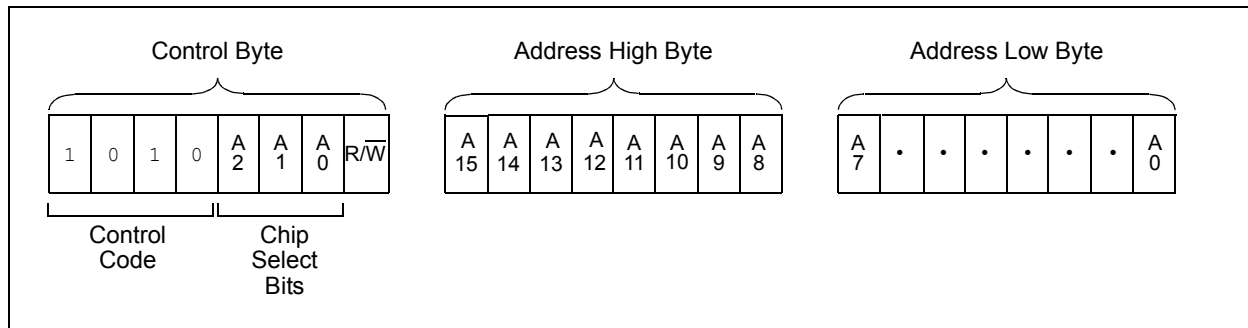 Control Byte Address High Byte Address Low Byte
1 0 1 0 A2 A1 A0 R/W̅ A15 A14 A13 A12 A11 A10 A9 A8 A7 • • • • • • A0
Control Code
Chip Select Bits